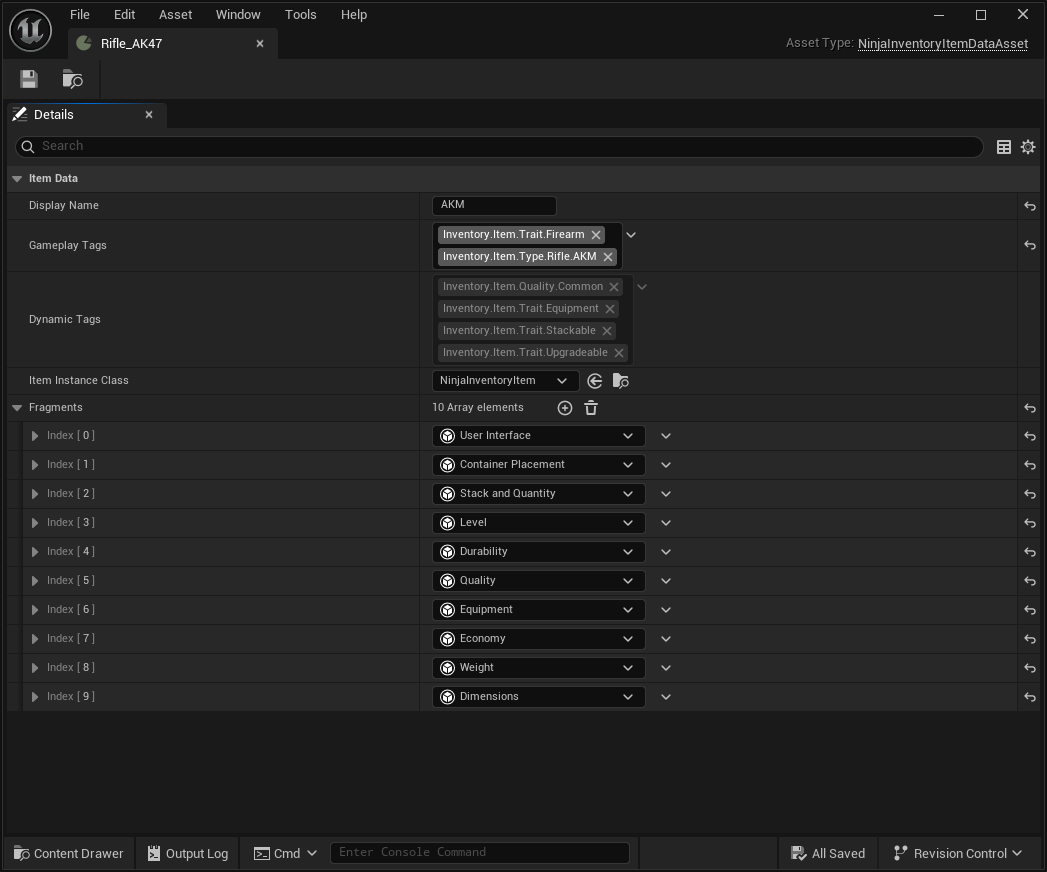 File Edit Asset Window Tools Help
Rifle_AK47
Asset Type: NinjaInventoryItemDataAsset
Details
Search
Item Data
Display Name AKM
Gameplay Tags Inventory.Item.Trait.Firearm
Inventory.Item.Type.Rifle.AKM
Dynamic Tags Inventory.Item.Quality.Common
Inventory.Item.Trait.Equipment
Inventory.Item.Trait.Stackable
Inventory.Item.Trait.Upgradeable
Item Instance Class NinjaInventoryItem
Fragments 10 Array elements
Index [ 0 ] User Interface
Index [ 1 ] Container Placement
Index [ 2 ] Stack and Quantity
Index [ 3 ] Level
Index [ 4 ] Durability
Index [ 5 ] Quality
Index [ 6 ] Equipment
Index [ 7 ] Economy
Index [ 8 ] Weight
Index [ 9 ] Dimensions
Content Drawer Output Log Cmd Enter Console Command All Saved Revision Control